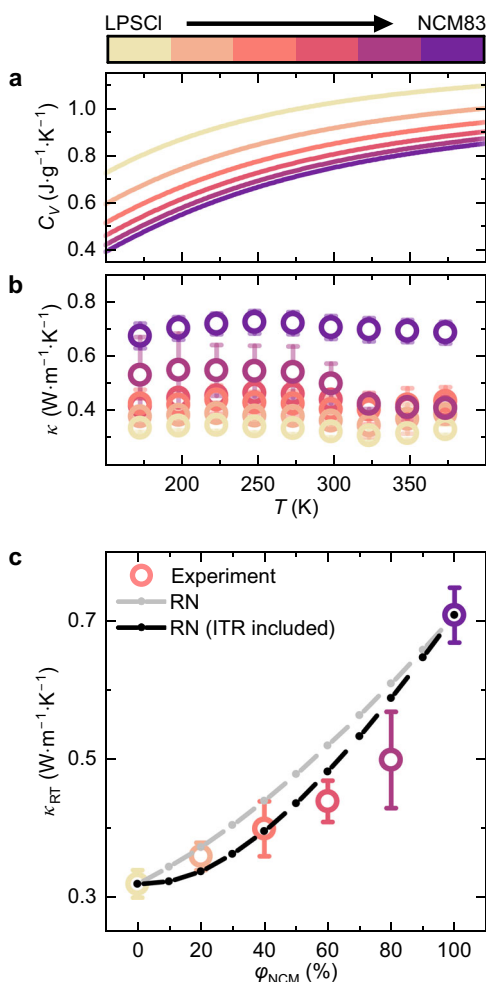 LPSCl NCM83
a
1.0
0.8
0.6
0.4
C_V (J·g⁻¹·K⁻¹)
b
0.8
0.6
0.4
κ (W·m⁻¹·K⁻¹)
200 250 300 350
T (K)
c
Experiment
RN
RN (ITR included)
0.7
0.5
0.3
κ_RT (W·m⁻¹·K⁻¹)
0 20 40 60 80 100
φ_NCM (%)